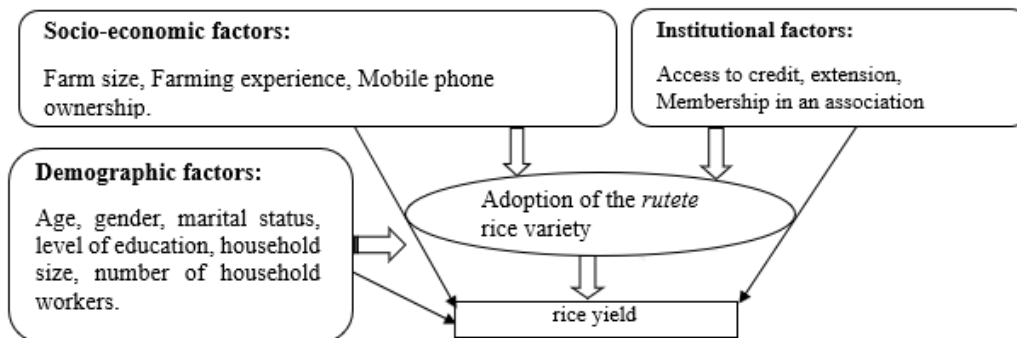 Socio-economic factors:
Farm size, Farming experience, Mobile phone
ownership.
Institutional factors:
Access to credit, extension,
Membership in an association
Demographic factors:
Age, gender, marital status,
level of education, household
size, number of household
workers.
Adoption of the rutete
rice variety
rice yield